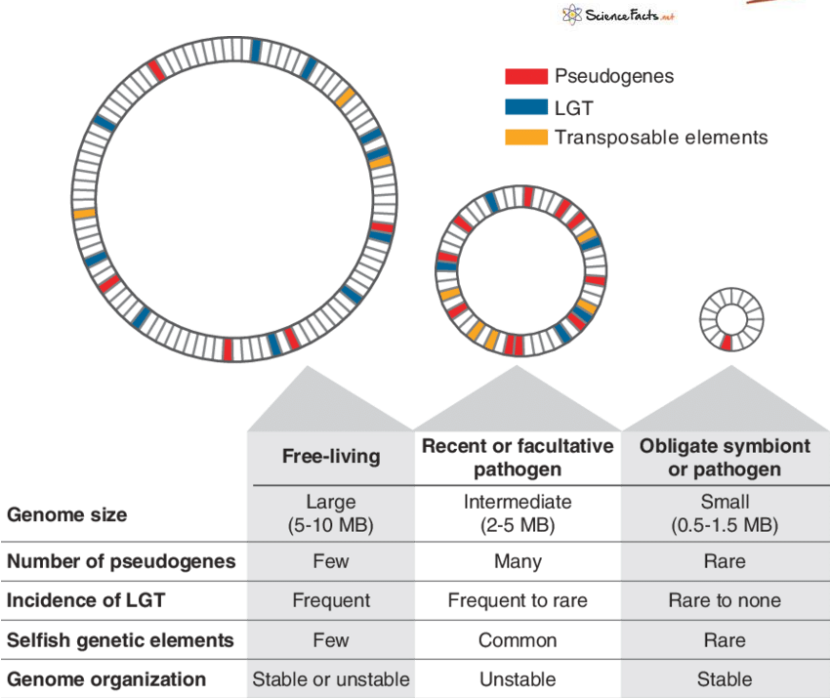 ScienceFacts.net
Pseudogenes
LGT
Transposable elements
Free-living
Recent or facultative
pathogen
Obligate symbiont
or pathogen
Genome size
Large
(5-10 MB)
Intermediate
(2-5 MB)
Small
(0.5-1.5 MB)
Number of pseudogenes
Few
Many
Rare
Incidence of LGT
Frequent
Frequent to rare
Rare to none
Selfish genetic elements
Few
Common
Rare
Genome organization
Stable or unstable
Unstable
Stable